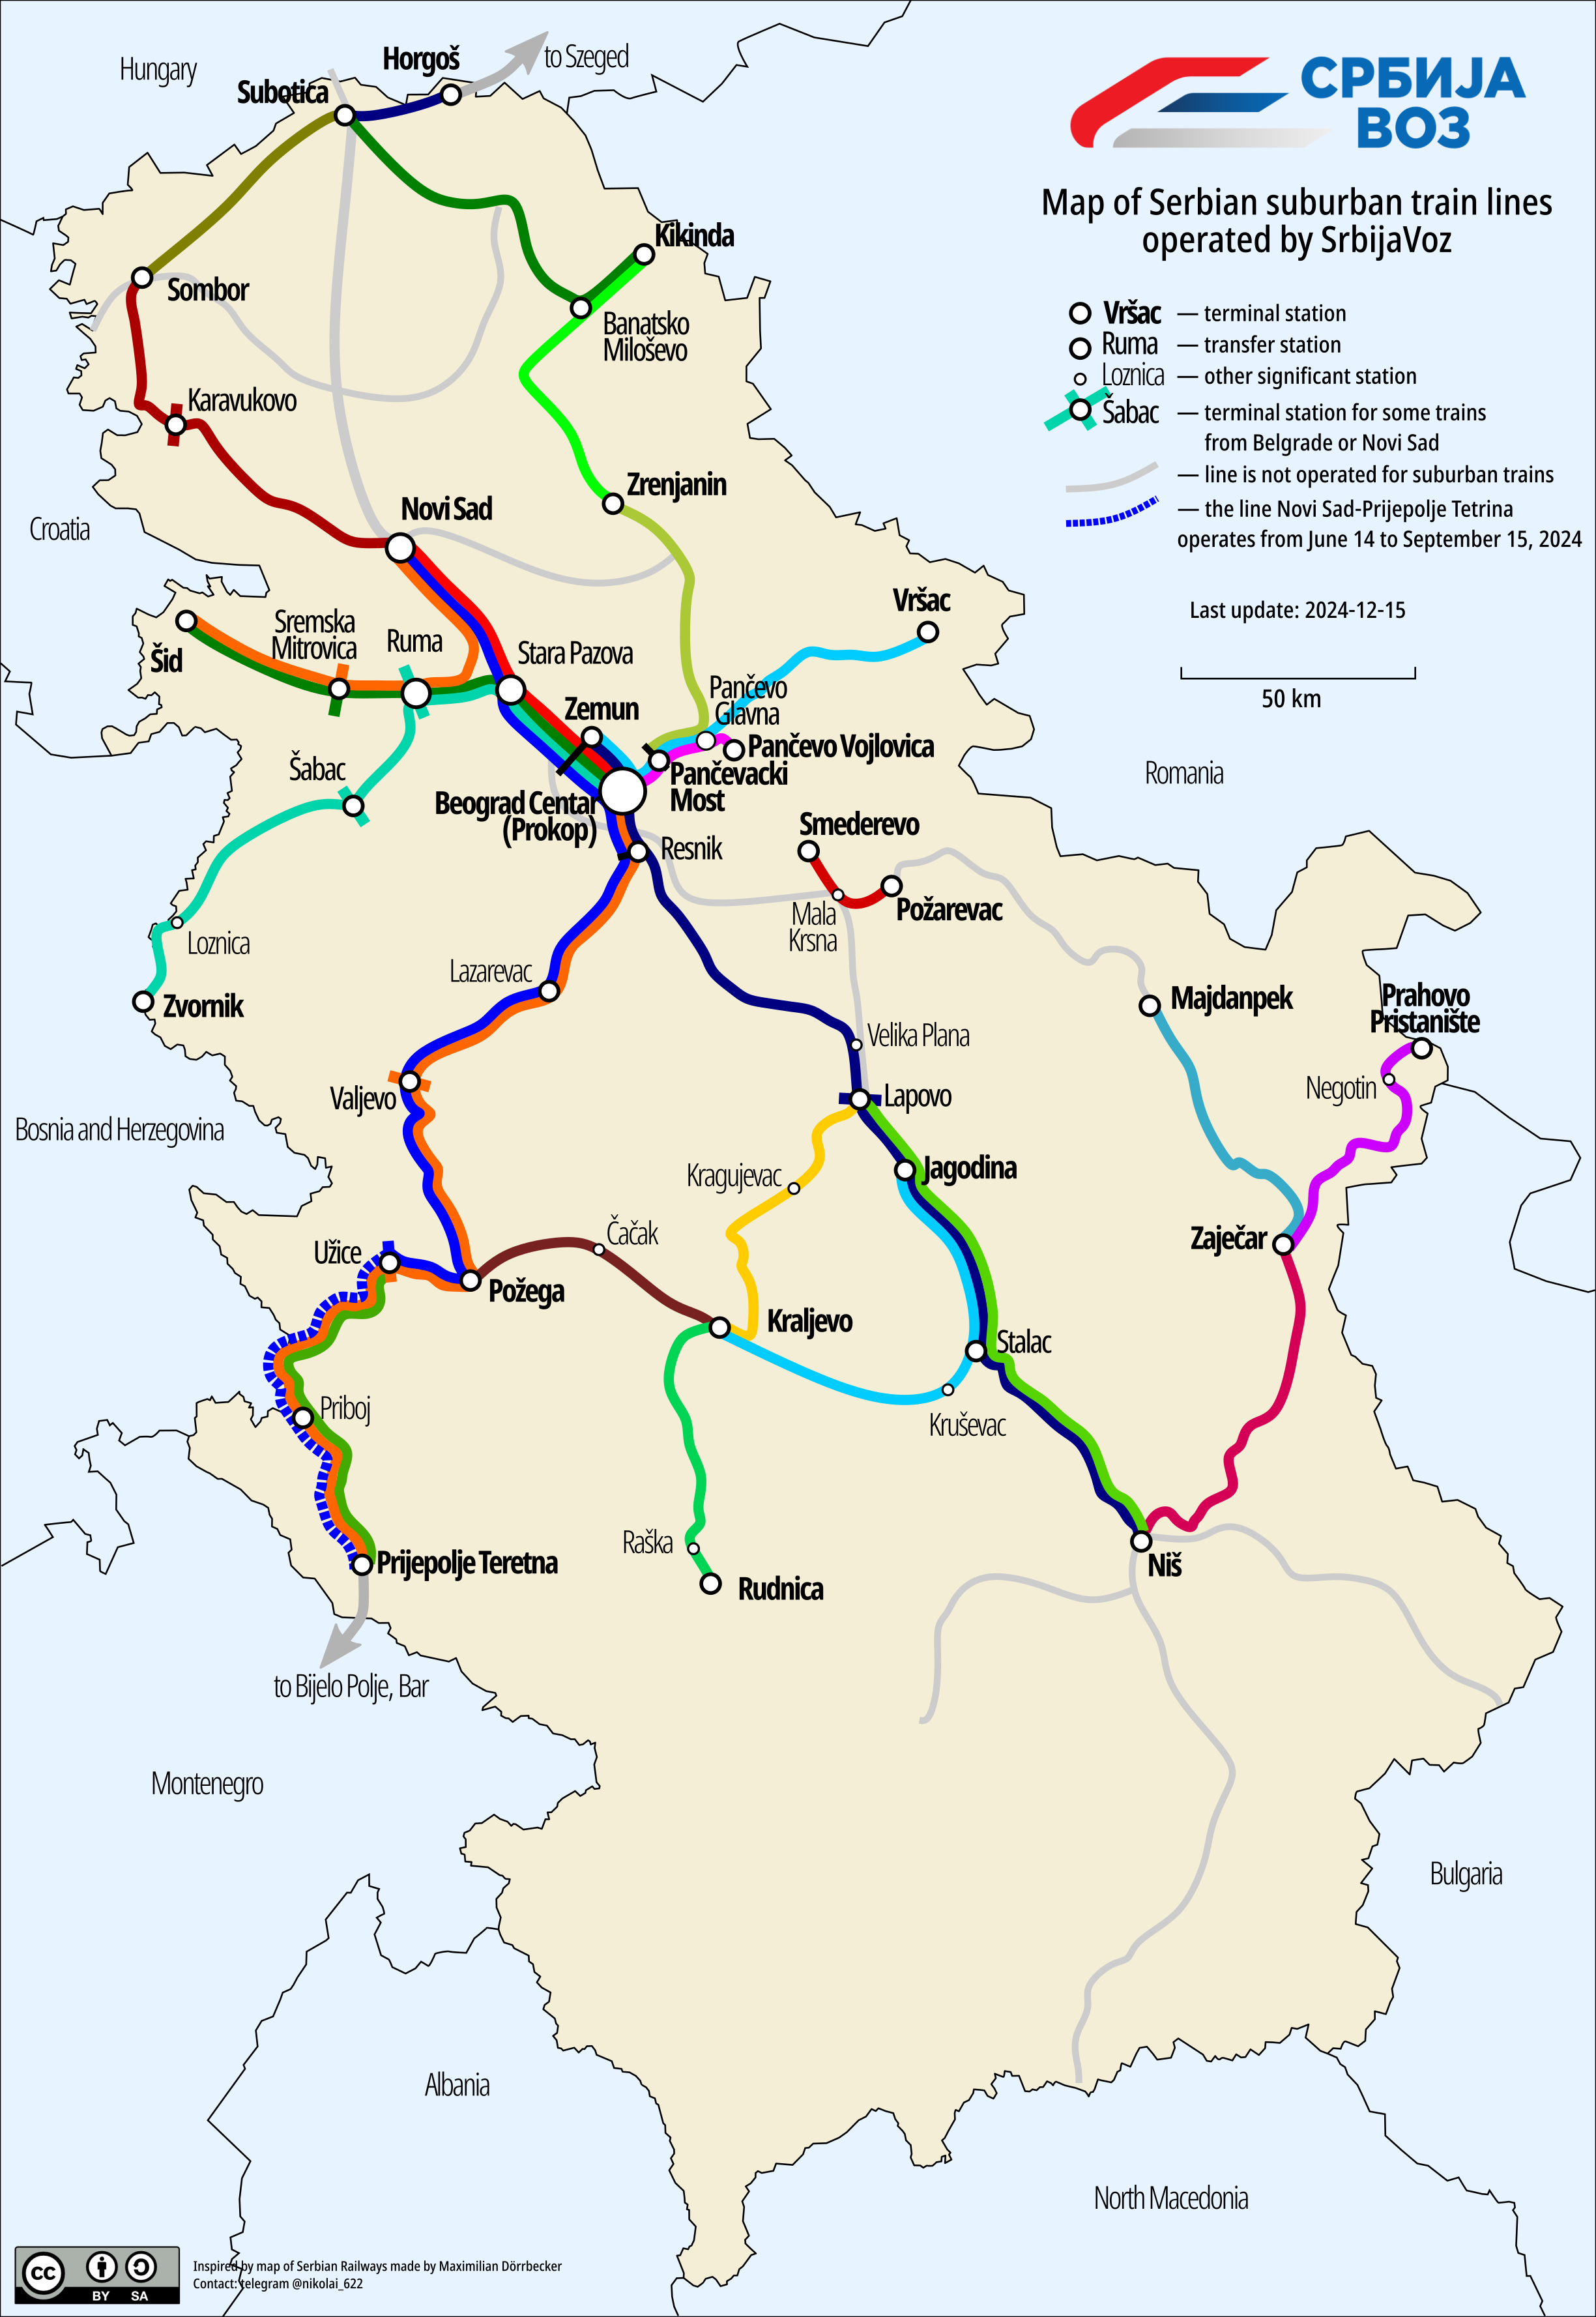 Hungary
Horgoš
to Szeged
Subotica
СРБИЈА
ВОЗ
Map of Serbian suburban train lines
operated by SrbijaVoz
Kikinda
Sombor
Banatsko
Miloševo
Vršac — terminal station
Ruma — transfer station
Loznica — other significant station
Šabac — terminal station for some trains
from Belgrade or Novi Sad
— line is not operated for suburban trains
— the line Novi Sad-Prijepolje Tetrina
operates from June 14 to September 15, 2024
Last update: 2024-12-15
50 km
Karavukovo
Zrenjanin
Novi Sad
Croatia
Vršac
Sremska
Mitrovica
Ruma
Stara Pazova
Šid
Pančevo
Glavna
Zemun
Pančevo Vojlovica
Pančevacki
Most
Romania
Šabac
Beograd Centar
(Prokop)
Smederevo
Resnik
Požarevac
Mala
Krsna
Loznica
Lazarevac
Zvornik
Majdanpek
Prahovo
Pristanište
Velika Plana
Negotin
Valjevo
Lapovo
Bosnia and Herzegovina
Kragujevac
Jagodina
Čačak
Užice
Zaječar
Požega
Kraljevo
Stalac
Priboj
Kruševac
Raška
Prijepolje Teretna
Niš
Rudnica
to Bijelo Polje, Bar
Montenegro
Bulgaria
Albania
North Macedonia
cc
BY SA
Inspired by map of Serbian Railways made by Maximilian Dörrbecker
Contact: telegram @nikolai_622